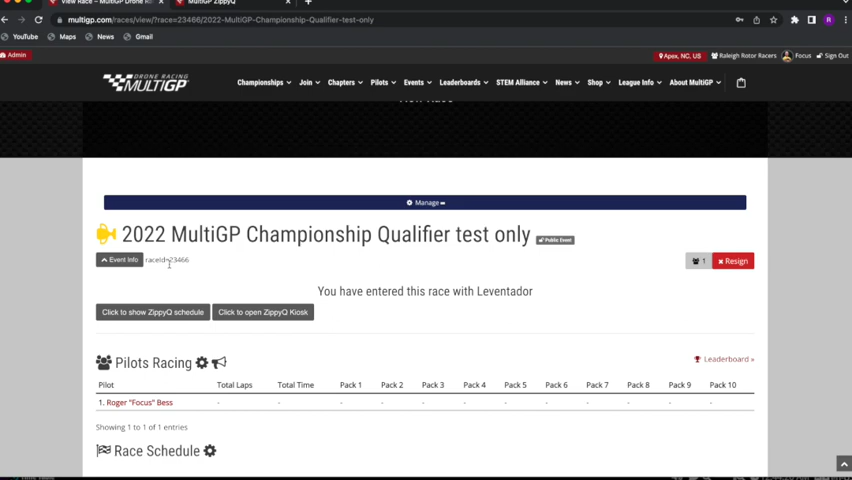 View Race – MultiGP Drone R
MultiGP ZippyQ
multigp.com/races/view/?race=23466/2022-MultiGP-Championship-Qualifier-test-only
R
YouTube Maps News Gmail
Admin
Apex, NC, US Raleigh Rotor Racers Focus Sign Out
DRONE RACING
MULTIGP
Championships Join Chapters Pilots Events Leaderboards STEM Alliance News Shop League Info About MultiGP
Manage
2022 MultiGP Championship Qualifier test only Public Event
Event Info raceId=23466
1 Resign
You have entered this race with Leventador
Click to show ZippyQ schedule Click to open ZippyQ Kiosk
Pilots Racing
Leaderboard »
Pilot Total Laps Total Time Pack 1 Pack 2 Pack 3 Pack 4 Pack 5 Pack 6 Pack 7 Pack 8 Pack 9 Pack 10
1. Roger "Focus" Bess - - - - - - - - - - - -
Showing 1 to 1 of 1 entries
Race Schedule